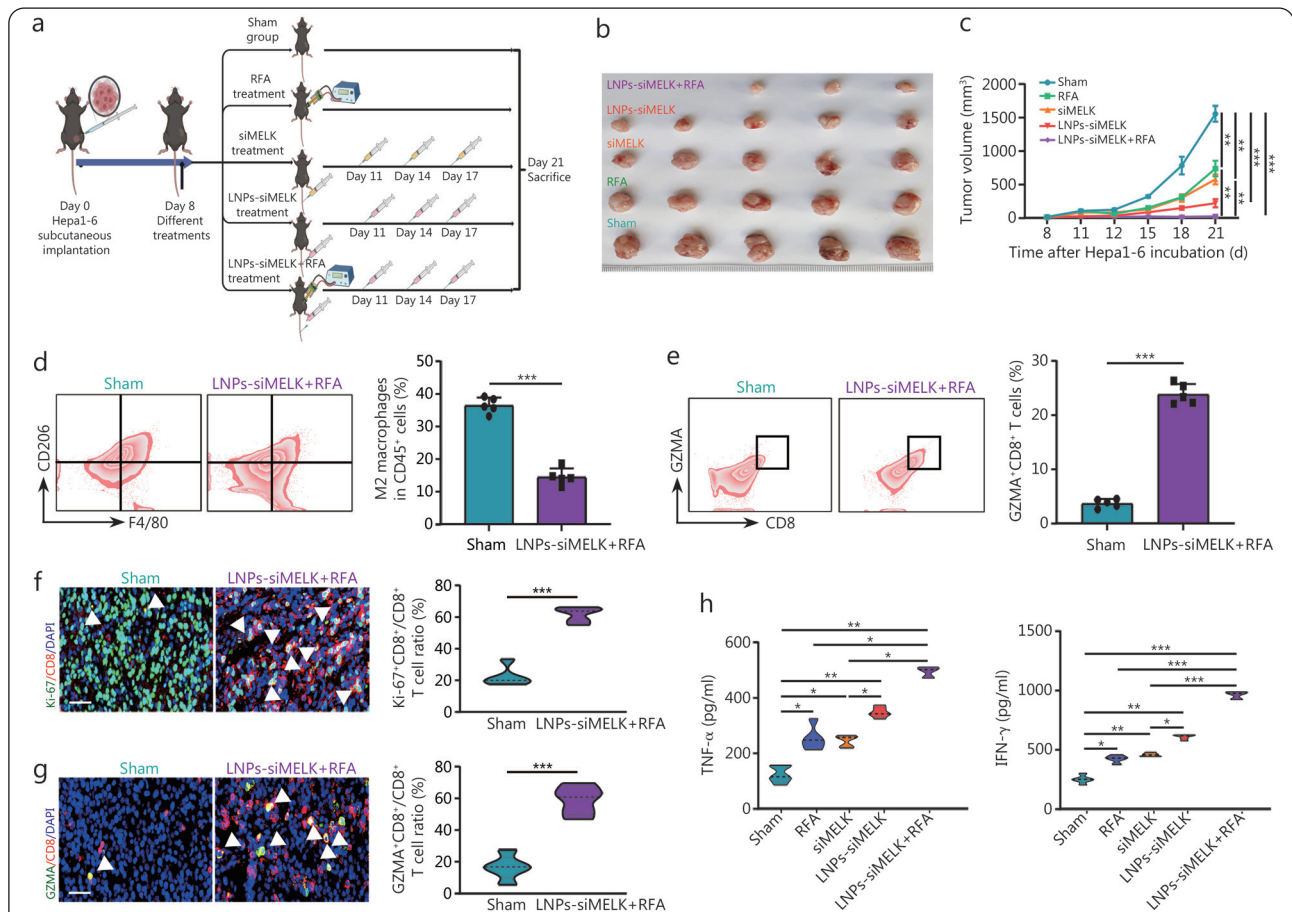 a
Sham
group
RFA
treatment
siMELK
treatment
LNPs-siMELK
treatment
LNPs-siMELK+RFA
treatment
Day 0
Hepa1-6
subcutaneous
implantation
Day 8
Different
treatments
Day 11 Day 14 Day 17
Day 11 Day 14 Day 17
Day 11 Day 14 Day 17
Day 21
Sacrifice
b
LNPs-siMELK+RFA
LNPs-siMELK
siMELK
RFA
Sham
c
Tumor volume (mm³)
2000
1500
1000
500
0
8 11 12 15 18 21
Time after Hepa1-6 incubation (d)
Sham
RFA
siMELK
LNPs-siMELK
LNPs-siMELK+RFA
**
**
**
**
***
***
d
Sham LNPs-siMELK+RFA
CD206
F4/80
M2 macrophages
in CD45⁺ cells (%)
50
40
30
20
10
0
***
Sham LNPs-siMELK+RFA
e
Sham LNPs-siMELK+RFA
GZMA
CD8
GZMA⁺CD8⁺ T cells (%)
30
20
10
0
***
Sham
LNPs-siMELK+RFA
f
Sham LNPs-siMELK+RFA
Ki-67/CD8/DAPI
Ki-67⁺CD8⁺/CD8⁺
T cell ratio (%)
80
60
40
20
0
***
Sham LNPs-siMELK+RFA
g
Sham LNPs-siMELK+RFA
GZMA/CD8/DAPI
GZMA⁺CD8⁺/CD8⁺
T cell ratio (%)
80
60
40
20
0
***
Sham LNPs-siMELK+RFA
h
TNF-α (pg/ml)
600
400
200
0
**
*
*
**
*
*
*
Sham
RFA
siMELK
LNPs-siMELK
LNPs-siMELK+RFA
IFN-γ (pg/ml)
1500
1000
500
0
***
***
***
**
**
*
*
Sham
RFA
siMELK
LNPs-siMELK
LNPs-siMELK+RFA